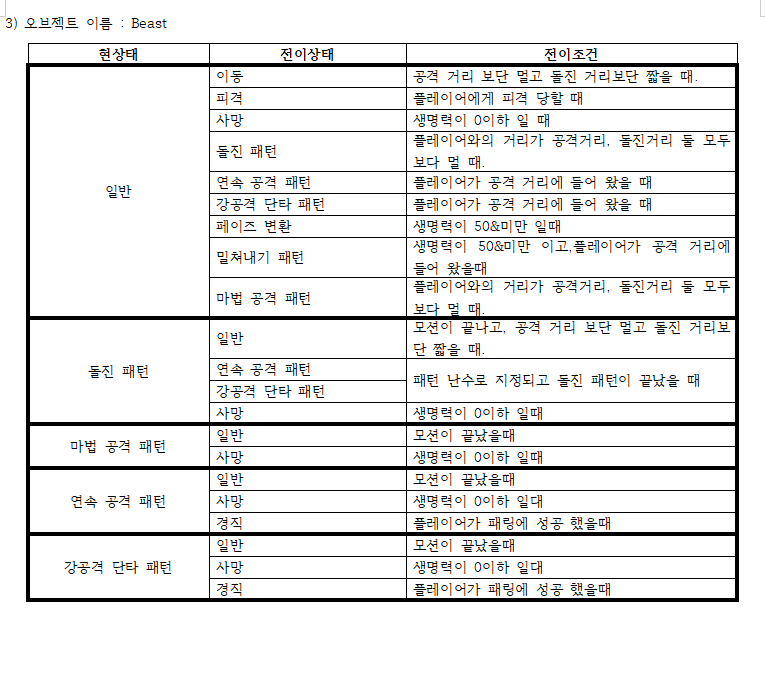 3) 오브젝트 이름 : Beast
현상태 전이상태 전이조건
일반
이동 공격 거리 보단 멀고 돌진 거리보단 짧을 때.
피격 플레이어에게 피격 당할 때
사망 생명력이 0이하 일 때
돌진 패턴 플레이어와의 거리가 공격거리, 돌진거리 둘 모두
보다 멀 때.
연속 공격 패턴 플레이어가 공격 거리에 들어 왔을 때
강공격 단타 패턴 플레이어가 공격 거리에 들어 왔을 때
페이즈 변환 생명력이 50&미만 일때
밀쳐내기 패턴 생명력이 50&미만 이고,플레이어가 공격 거리에
들어 왔을때
마법 공격 패턴 플레이어와의 거리가 공격거리, 돌진거리 둘 모두
보다 멀 때.
돌진 패턴
일반 모션이 끝나고, 공격 거리 보단 멀고 돌진 거리보
단 짧을 때.
연속 공격 패턴
강공격 단타 패턴
패턴 난수로 지정되고 돌진 패턴이 끝났을 때
사망 생명력이 0이하 일때
마법 공격 패턴
일반 모션이 끝났을때
사망 생명력이 0이하 일때
연속 공격 패턴
일반 모션이 끝났을때
사망 생명력이 0이하 일대
경직 플레이어가 패링에 성공 했을때
강공격 단타 패턴
일반 모션이 끝났을때
사망 생명력이 0이하 일대
경직 플레이어가 패링에 성공 했을때